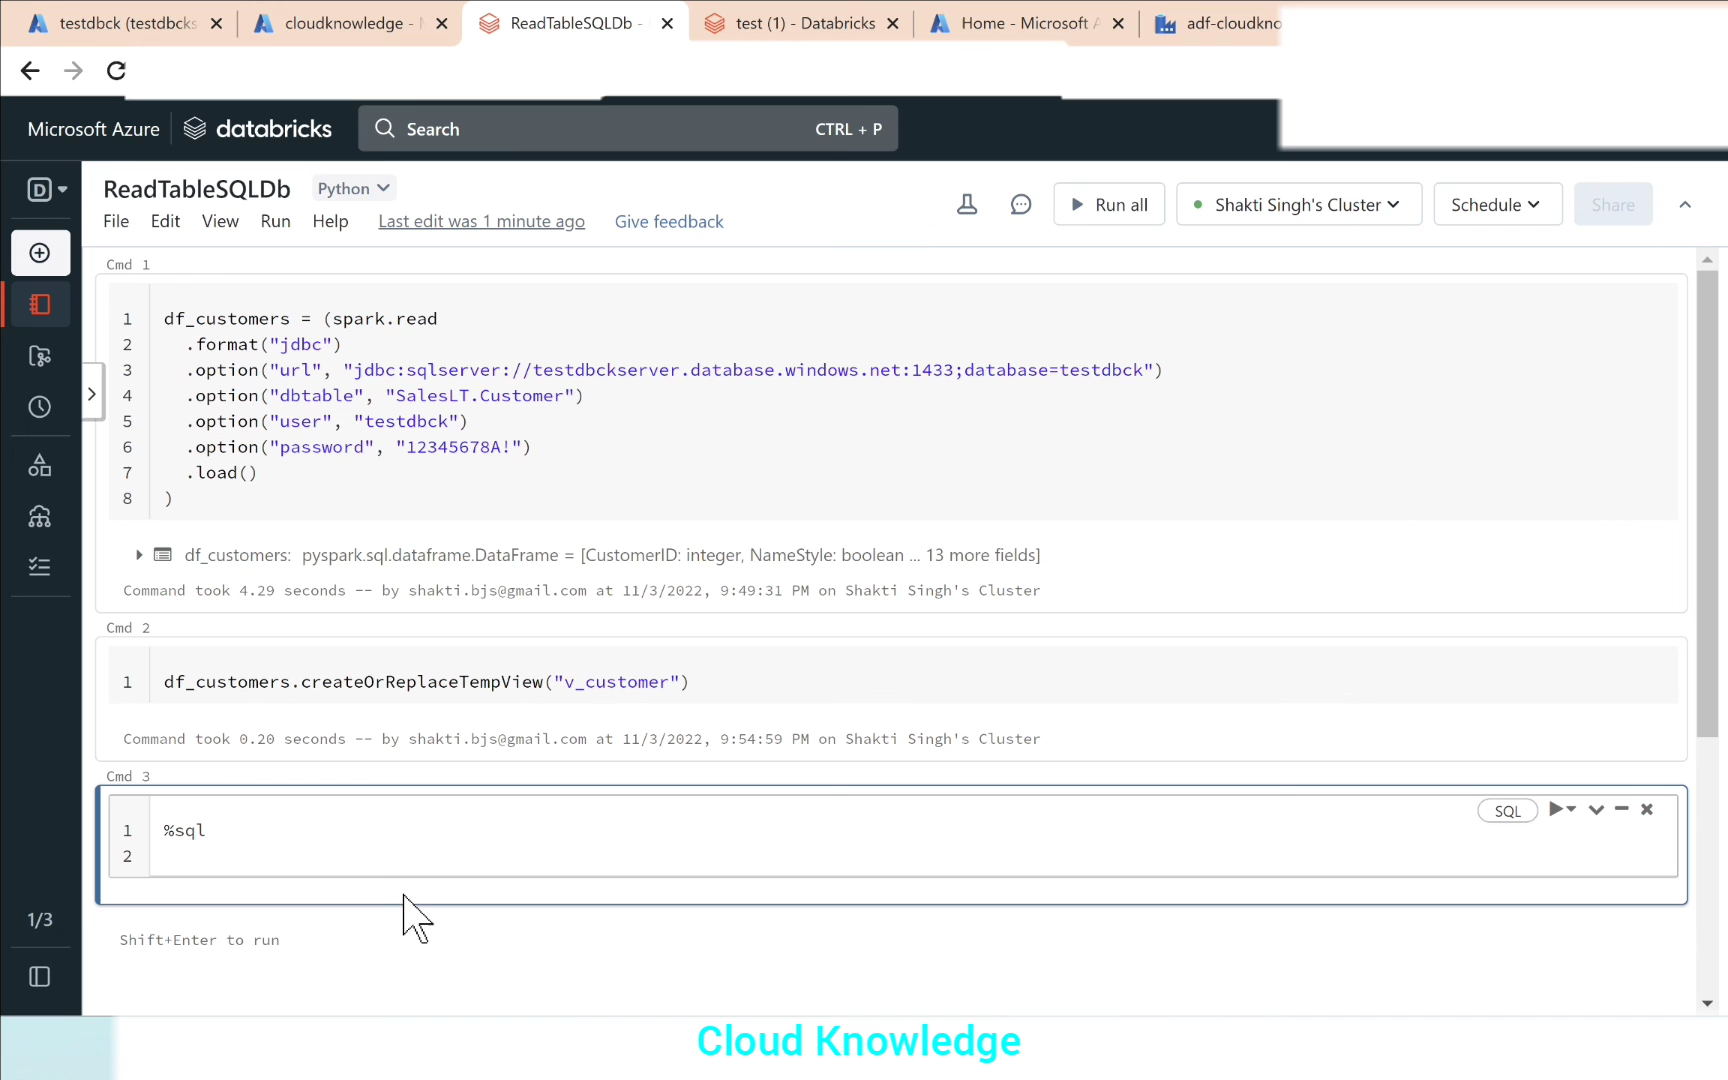 testdbck (testdbcks
cloudknowledge - M
ReadTableSQLDb -
test (1) - Databricks
Home - Microsoft A
adf-cloudkno
Microsoft Azure databricks Search CTRL + P
D
ReadTableSQLDb Python
File Edit View Run Help Last edit was 1 minute ago Give feedback
Run all Shakti Singh's Cluster Schedule Share
Cmd 1
1 df_customers = (spark.read
2 .format("jdbc")
3 .option("url", "jdbc:sqlserver://testdbckserver.database.windows.net:1433;database=testdbck")
4 .option("dbtable", "SalesLT.Customer")
5 .option("user", "testdbck")
6 .option("password", "12345678A!")
7 .load()
8 )
df_customers: pyspark.sql.dataframe.DataFrame = [CustomerID: integer, NameStyle: boolean ... 13 more fields]
Command took 4.29 seconds -- by shakti.bjs@gmail.com at 11/3/2022, 9:49:31 PM on Shakti Singh's Cluster
Cmd 2
1 df_customers.createOrReplaceTempView("v_customer")
Command took 0.20 seconds -- by shakti.bjs@gmail.com at 11/3/2022, 9:54:59 PM on Shakti Singh's Cluster
Cmd 3
SQL
1 %sql
2
1/3
Shift+Enter to run
Cloud Knowledge